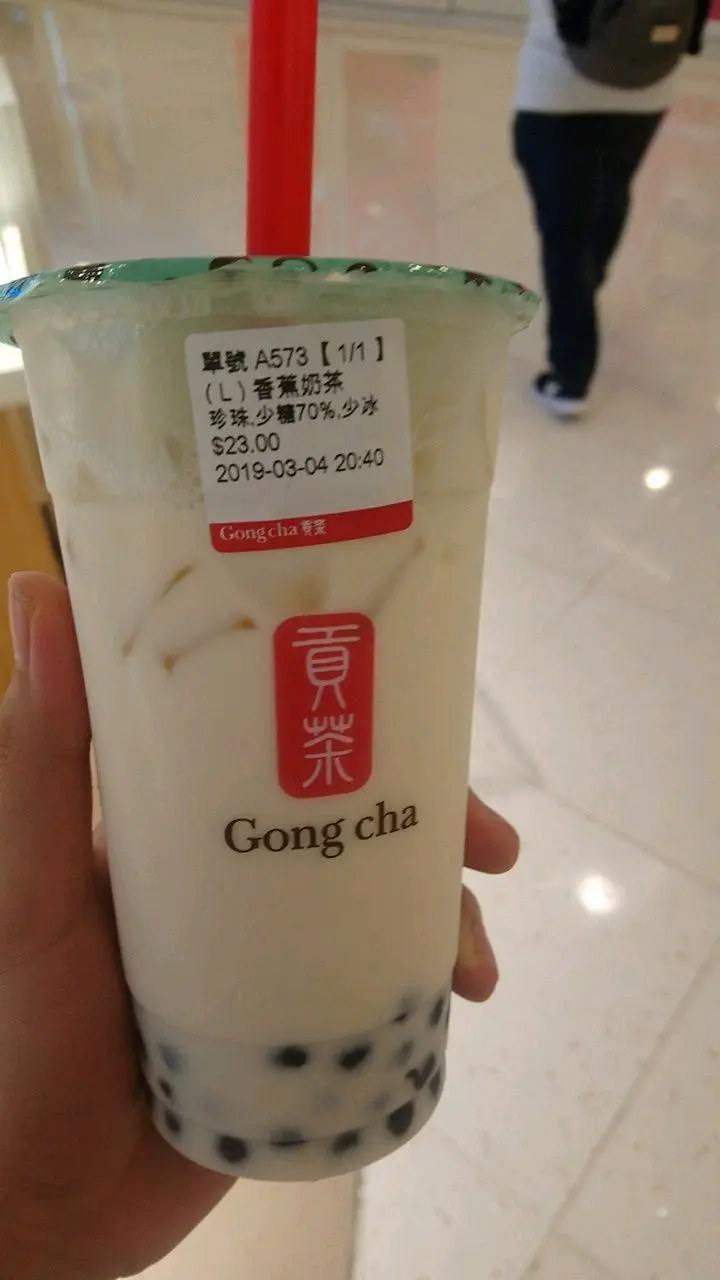 單號 A573【 1/1 】
( L ) 香蕉奶茶
珍珠,少糖70%,少冰
$23.00
2019-03-04 20:40
Gong cha 貢茶
貢茶
Gong cha